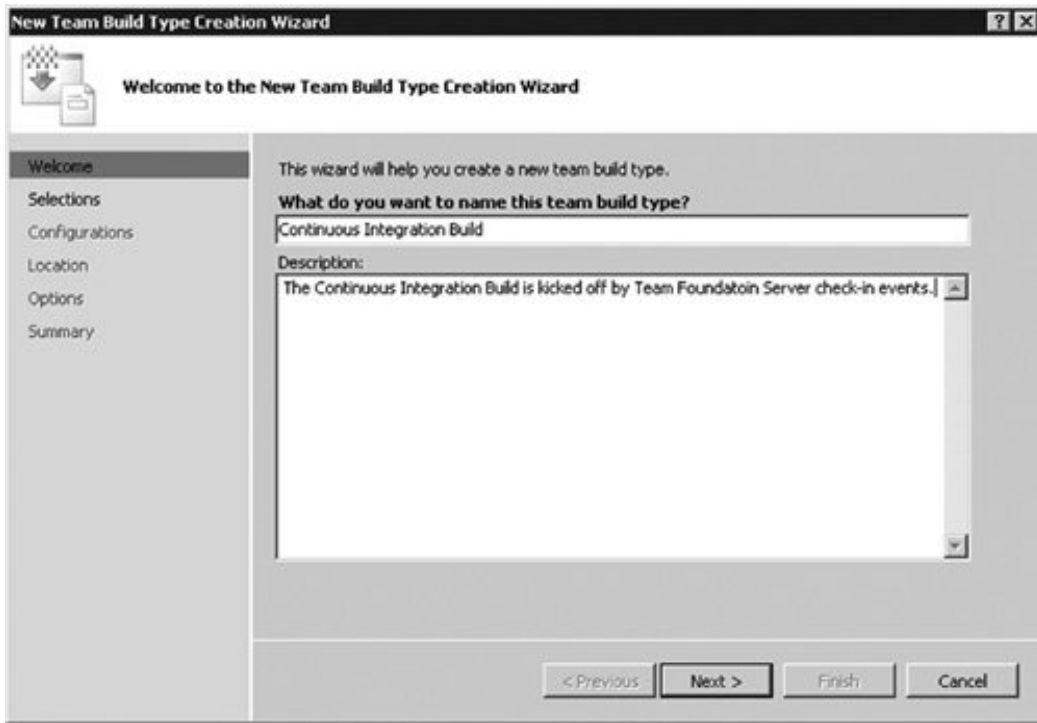 New Team Build Type Creation Wizard
Welcome to the New Team Build Type Creation Wizard
Welcome
Selections
Configurations
Location
Options
Summary
This wizard will help you create a new team build type.
What do you want to name this team build type?
Continuous Integration Build
Description:
The Continuous Integration Build is kicked off by Team Foundatoin Server check-in events.
< Previous
Next >
Finish
Cancel